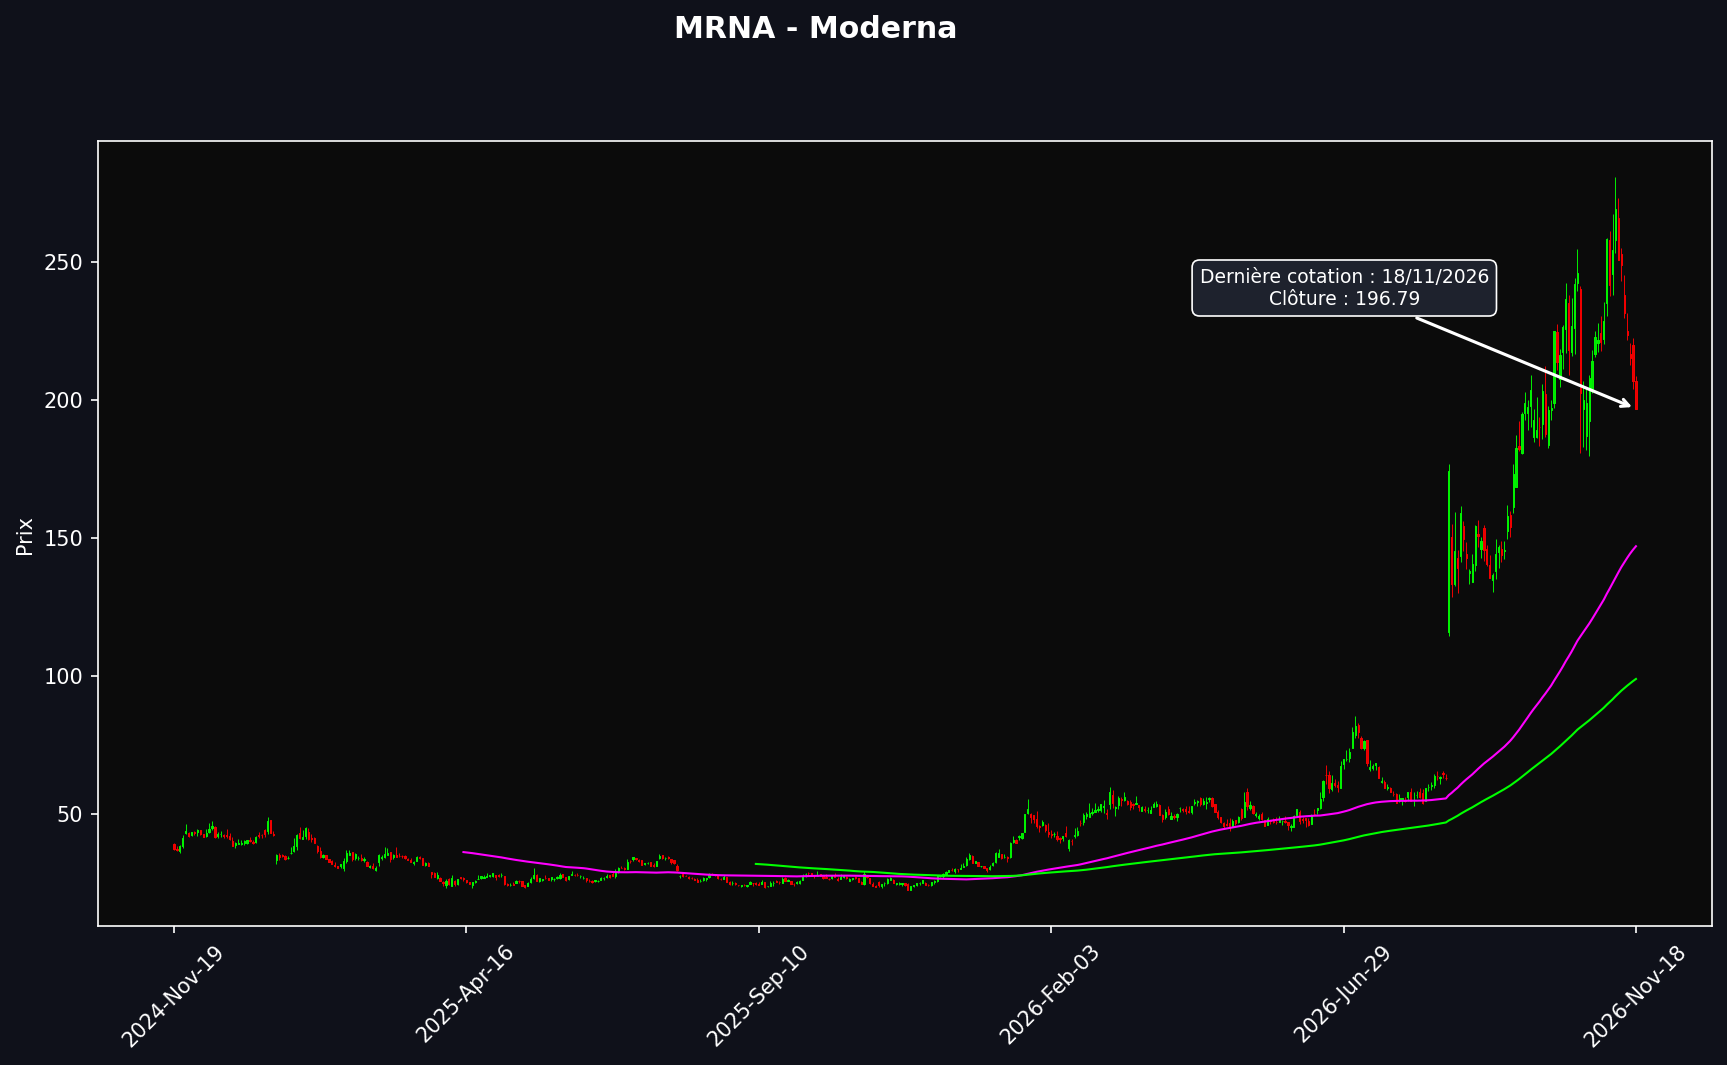 MRNA - Moderna
Dernière cotation : 18/11/2026
Clôture : 196.79
Prix
250
200
150
100
50
2024-Nov-19
2025-Apr-16
2025-Sep-10
2026-Feb-03
2026-Jun-29
2026-Nov-18